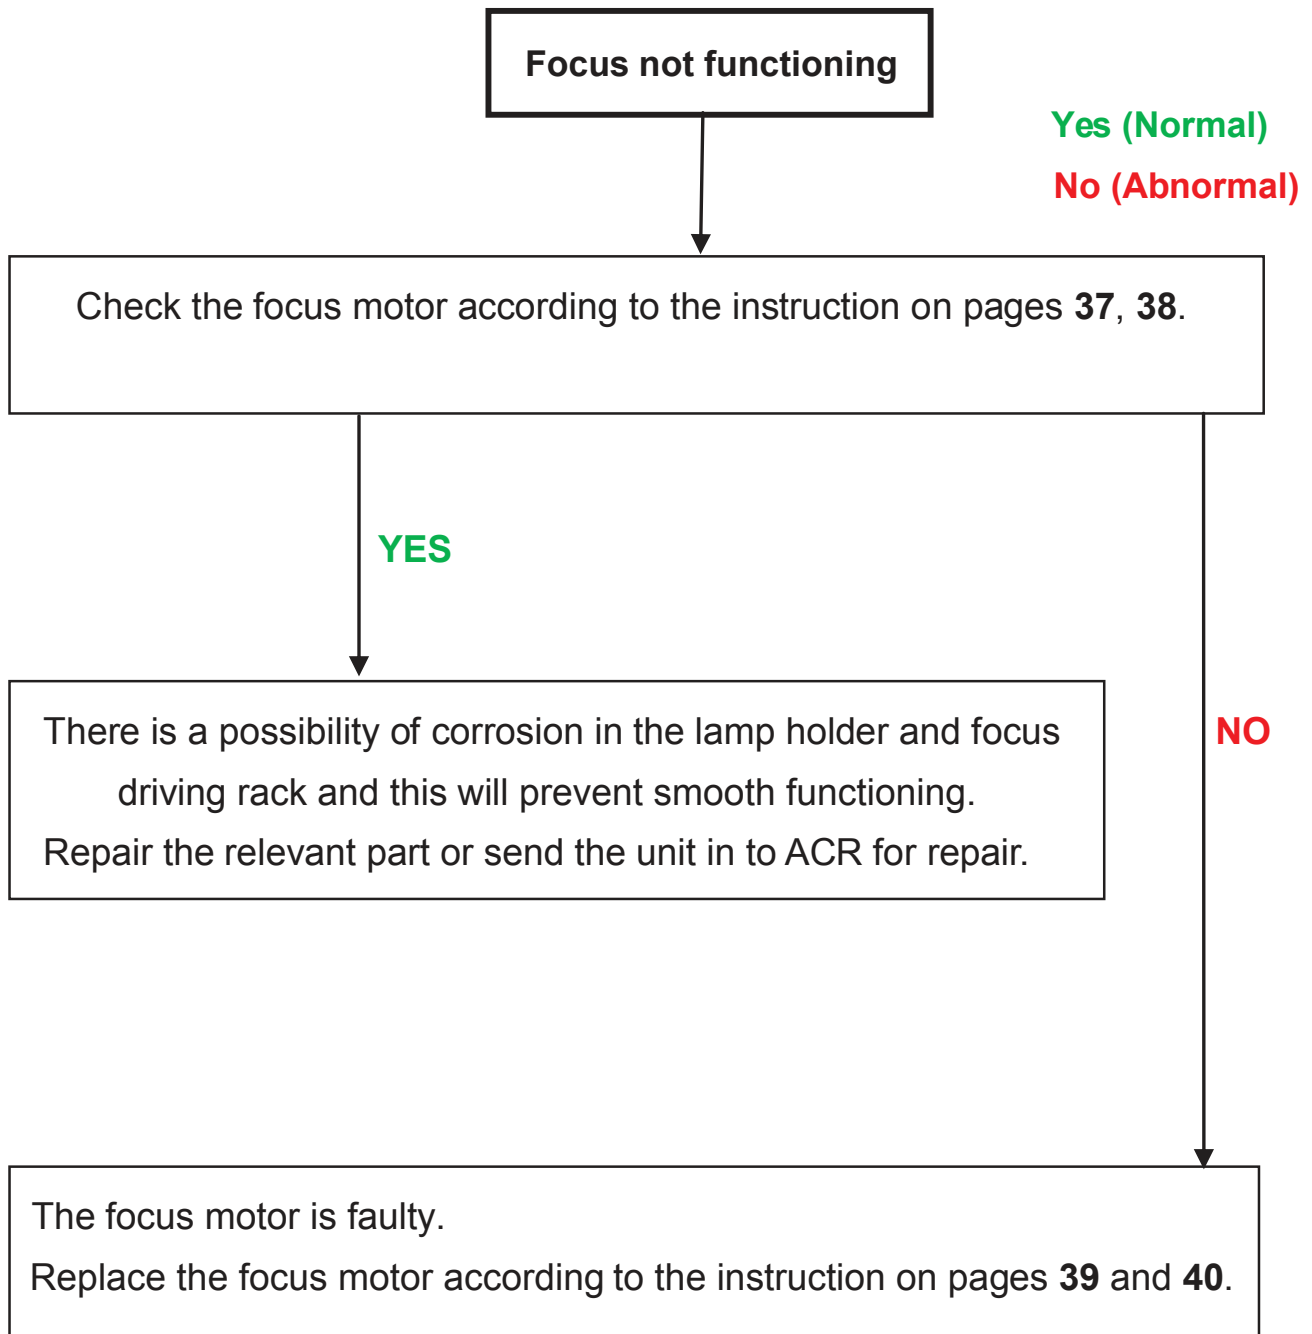 Focus not functioning
Yes (Normal)
No (Abnormal)
Check the focus motor according to the instruction on pages 37, 38.
YES
There is a possibility of corrosion in the lamp holder and focus
driving rack and this will prevent smooth functioning.
Repair the relevant part or send the unit in to ACR for repair.
NO
The focus motor is faulty.
Replace the focus motor according to the instruction on pages 39 and 40.